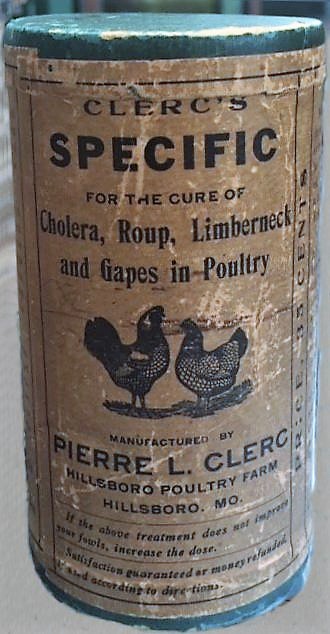 CLERC'S
SPECIFIC
FOR THE CURE OF
Cholera, Roup, Limberneck
and Gapes in Poultry
MANUFACTURED BY
PIERRE L. CLERC
HILLSBORO POULTRY FARM
HILLSBORO, MO.
If the above treatment does not improve
your fowls, increase the dose.
Satisfaction guaranteed or money refunded,
if used according to directions.
PRICE, 35 CENTS